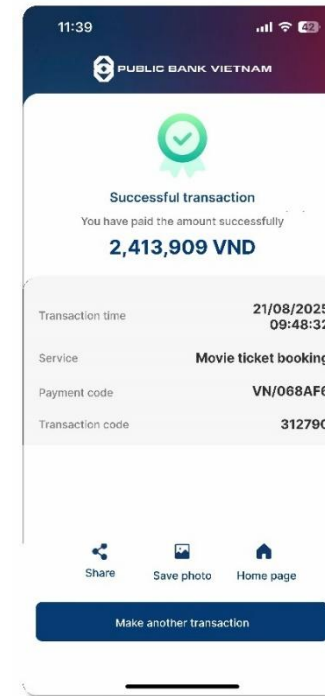 11:39
42
PUBLIC BANK VIETNAM
Successful transaction
You have paid the amount successfully
2,413,909 VND
Transaction time 21/08/2025
09:48:32
Service Movie ticket booking
Payment code VN/068AF6
Transaction code 312790
Share Save photo Home page
Make another transaction